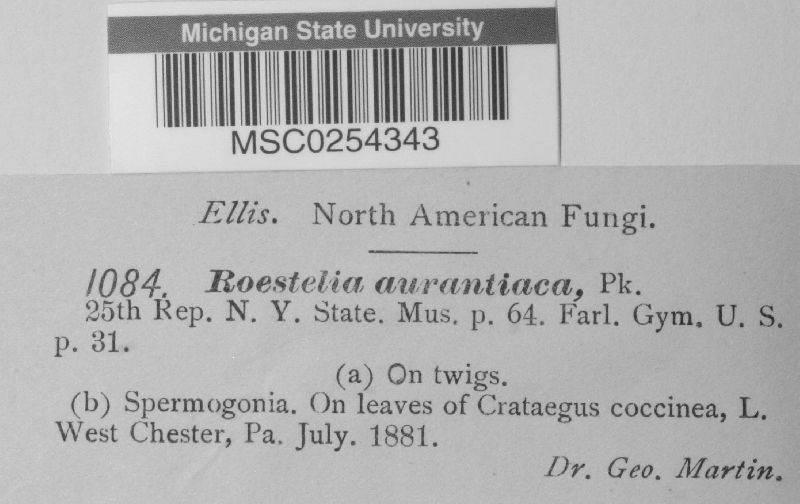 Michigan State University
MSC0254343
Ellis. North American Fungi.
1084. Roestelia aurantiaca, Pk.
25th Rep. N. Y. State. Mus. p. 64. Farl. Gym. U. S.
p. 31.
(a) On twigs.
(b) Spermogonia. On leaves of Crataegus coccinea, L.
West Chester, Pa. July. 1881.
Dr. Geo. Martin.